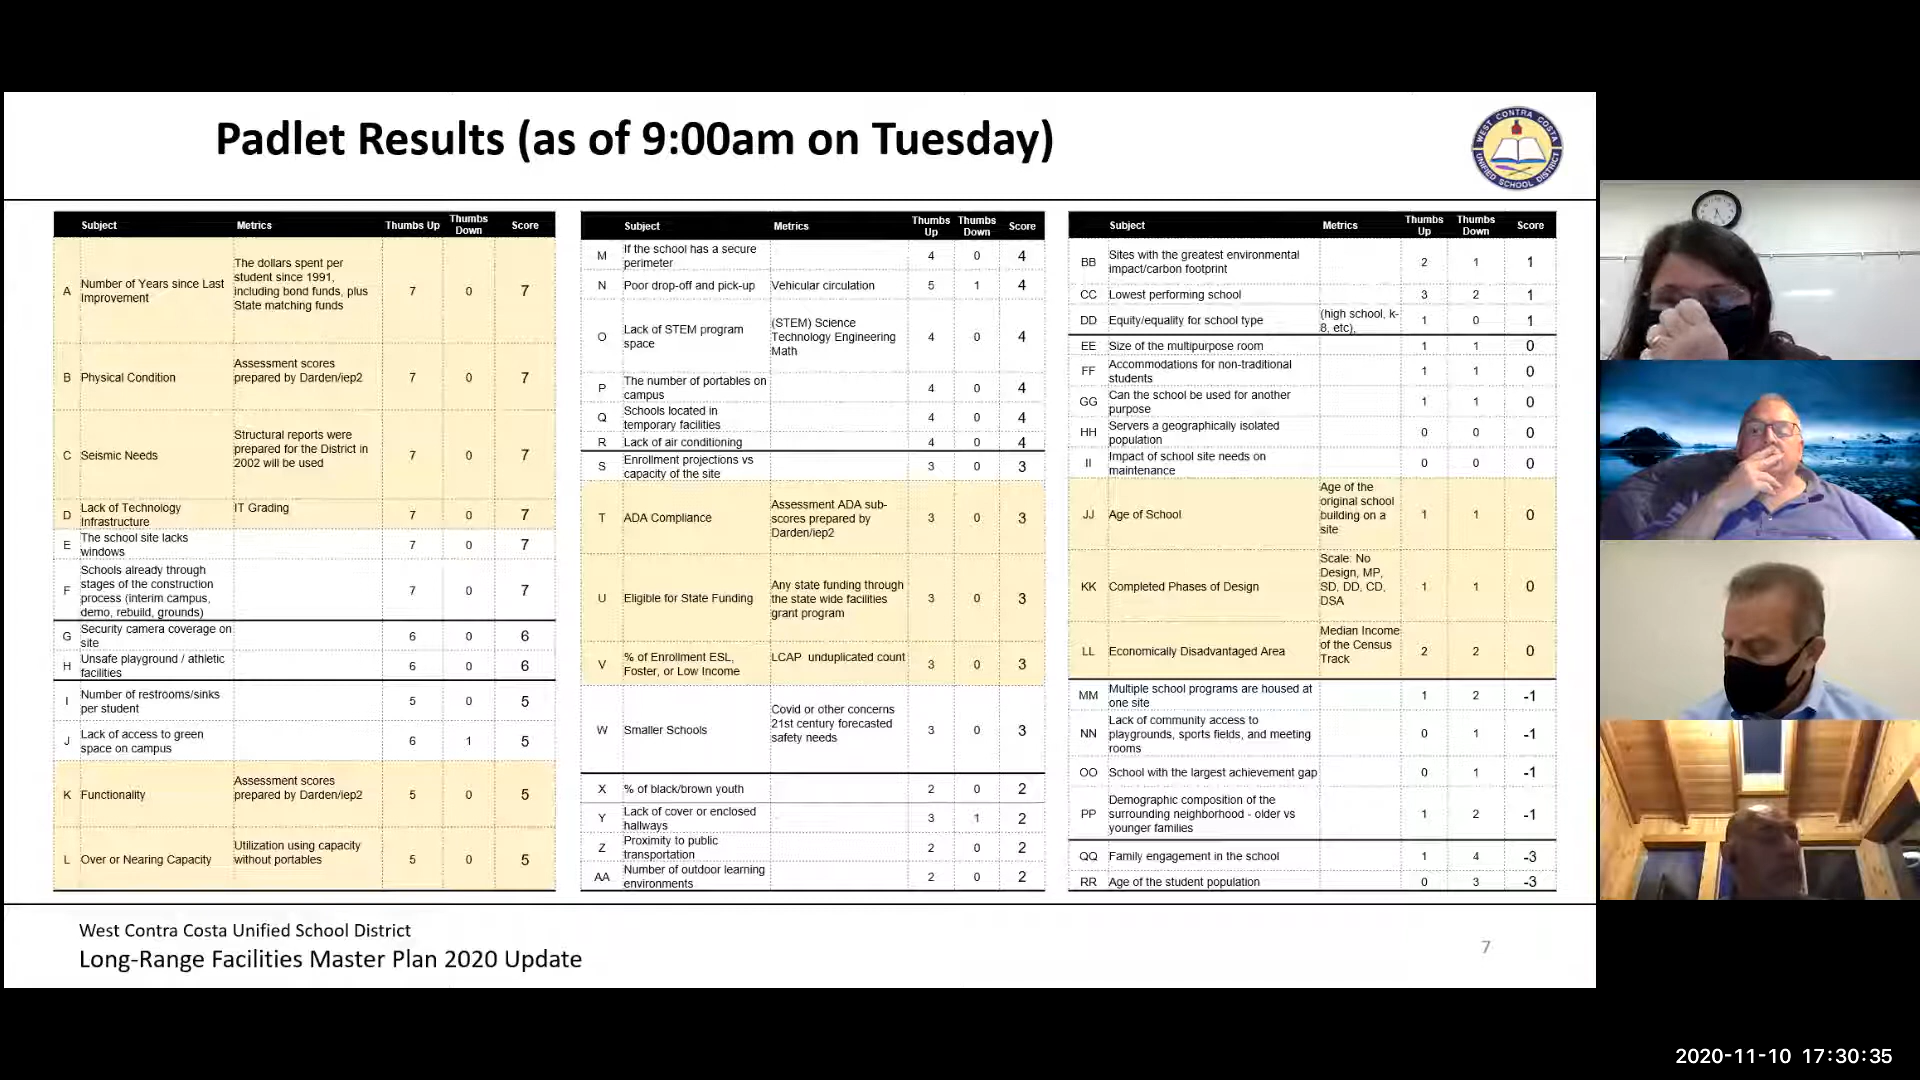 Padlet Results (as of 9:00am on Tuesday)
WEST CONTRA COSTA
UNIFIED SCHOOL DISTRICT
Subject Metrics Thumbs Up Thumbs Down Score
A Number of Years since Last Improvement The dollars spent per student since 1991, including bond funds, plus State matching funds 7 0 7
B Physical Condition Assessment scores prepared by Darden/iep2 7 0 7
C Seismic Needs Structural reports were prepared for the District in 2002 will be used 7 0 7
D Lack of Technology Infrastructure IT Grading 7 0 7
E The school site lacks windows 7 0 7
F Schools already through stages of the construction process (interim campus, demo, rebuild, grounds) 7 0 7
G Security camera coverage on site 6 0 6
H Unsafe playground / athletic facilities 6 0 6
I Number of restrooms/sinks per student 5 0 5
J Lack of access to green space on campus 6 1 5
K Functionality Assessment scores prepared by Darden/iep2 5 0 5
L Over or Nearing Capacity Utilization using capacity without portables 5 0 5
Subject Metrics Thumbs Up Thumbs Down Score
M If the school has a secure perimeter 4 0 4
N Poor drop-off and pick-up Vehicular circulation 5 1 4
O Lack of STEM program space (STEM) Science Technology Engineering Math 4 0 4
P The number of portables on campus 4 0 4
Q Schools located in temporary facilities 4 0 4
R Lack of air conditioning 4 0 4
S Enrollment projections vs capacity of the site 3 0 3
T ADA Compliance Assessment ADA sub-scores prepared by Darden/iep2 3 0 3
U Eligible for State Funding Any state funding through the state wide facilities grant program 3 0 3
V % of Enrollment ESL, Foster, or Low Income LCAP unduplicated count 3 0 3
W Smaller Schools Covid or other concerns 21st century forecasted safety needs 3 0 3
X % of black/brown youth 2 0 2
Y Lack of cover or enclosed hallways 3 1 2
Z Proximity to public transportation 2 0 2
AA Number of outdoor learning environments 2 0 2
Subject Metrics Thumbs Up Thumbs Down Score
BB Sites with the greatest environmental impact/carbon footprint 2 1 1
CC Lowest performing school 3 2 1
DD Equity/equality for school type (high school, k-8, etc), 1 0 1
EE Size of the multipurpose room 1 1 0
FF Accommodations for non-traditional students 1 1 0
GG Can the school be used for another purpose 1 1 0
HH Servers a geographically isolated population 0 0 0
II Impact of school site needs on maintenance 0 0 0
JJ Age of School Age of the original school building on a site 1 1 0
KK Completed Phases of Design Scale: No Design, MP, SD, DD, CD, DSA 1 1 0
LL Economically Disadvantaged Area Median Income of the Census Track 2 2 0
MM Multiple school programs are housed at one site 1 2 -1
NN Lack of community access to playgrounds, sports fields, and meeting rooms 0 1 -1
OO School with the largest achievement gap 0 1 -1
PP Demographic composition of the surrounding neighborhood - older vs younger families 1 2 -1
QQ Family engagement in the school 1 4 -3
RR Age of the student population 0 3 -3
West Contra Costa Unified School District
Long-Range Facilities Master Plan 2020 Update
7
2020-11-10 17:30:35